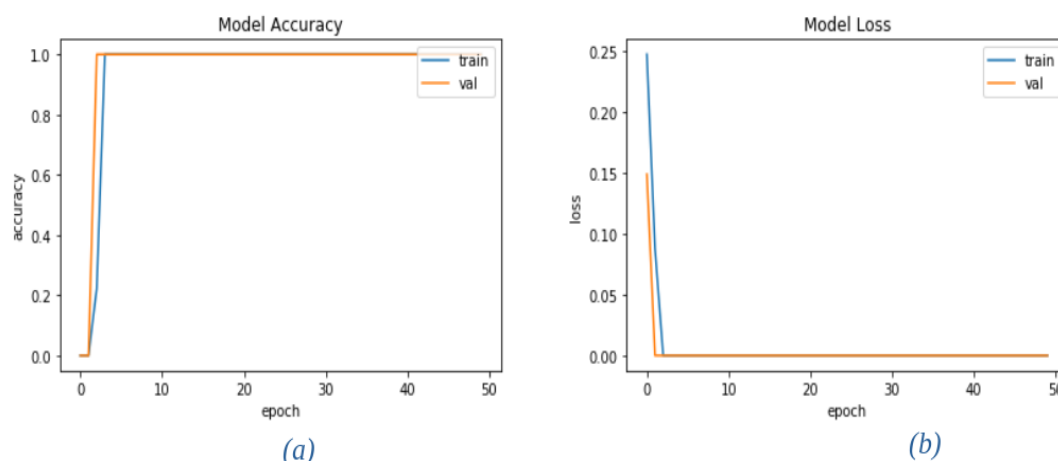 Model Accuracy
1.0
0.8
0.6
0.4
0.2
0.0
accuracy
train
val
0 10 20 30 40 50
epoch
(a)
Model Loss
0.25
0.20
0.15
0.10
0.05
0.00
loss
train
val
0 10 20 30 40 50
epoch
(b)